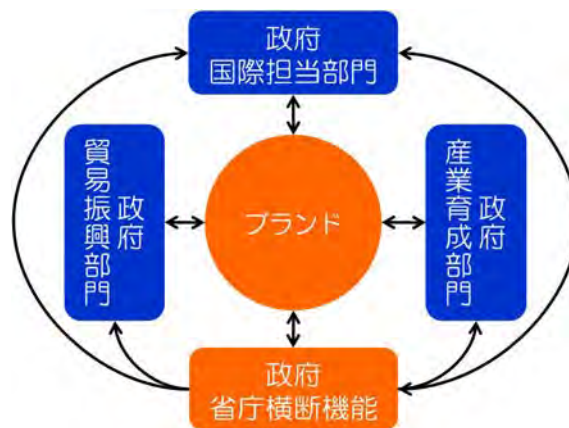 政府
国際担当部門
政府
貿易振興部門
ブランド
政府
産業育成部門
政府
省庁横断機能